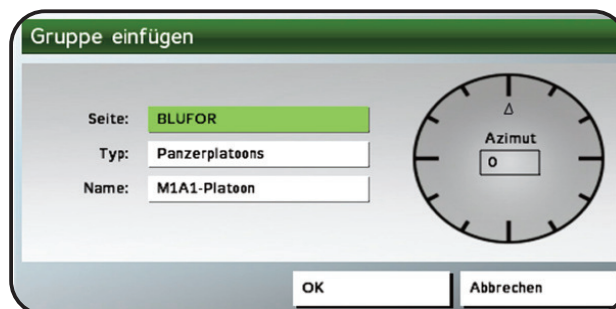 Gruppe einfügen
Seite: BLUFOR
Typ: Panzerplatoons
Name: M1A1-Platoon
Azimut
0
OK Abbrechen